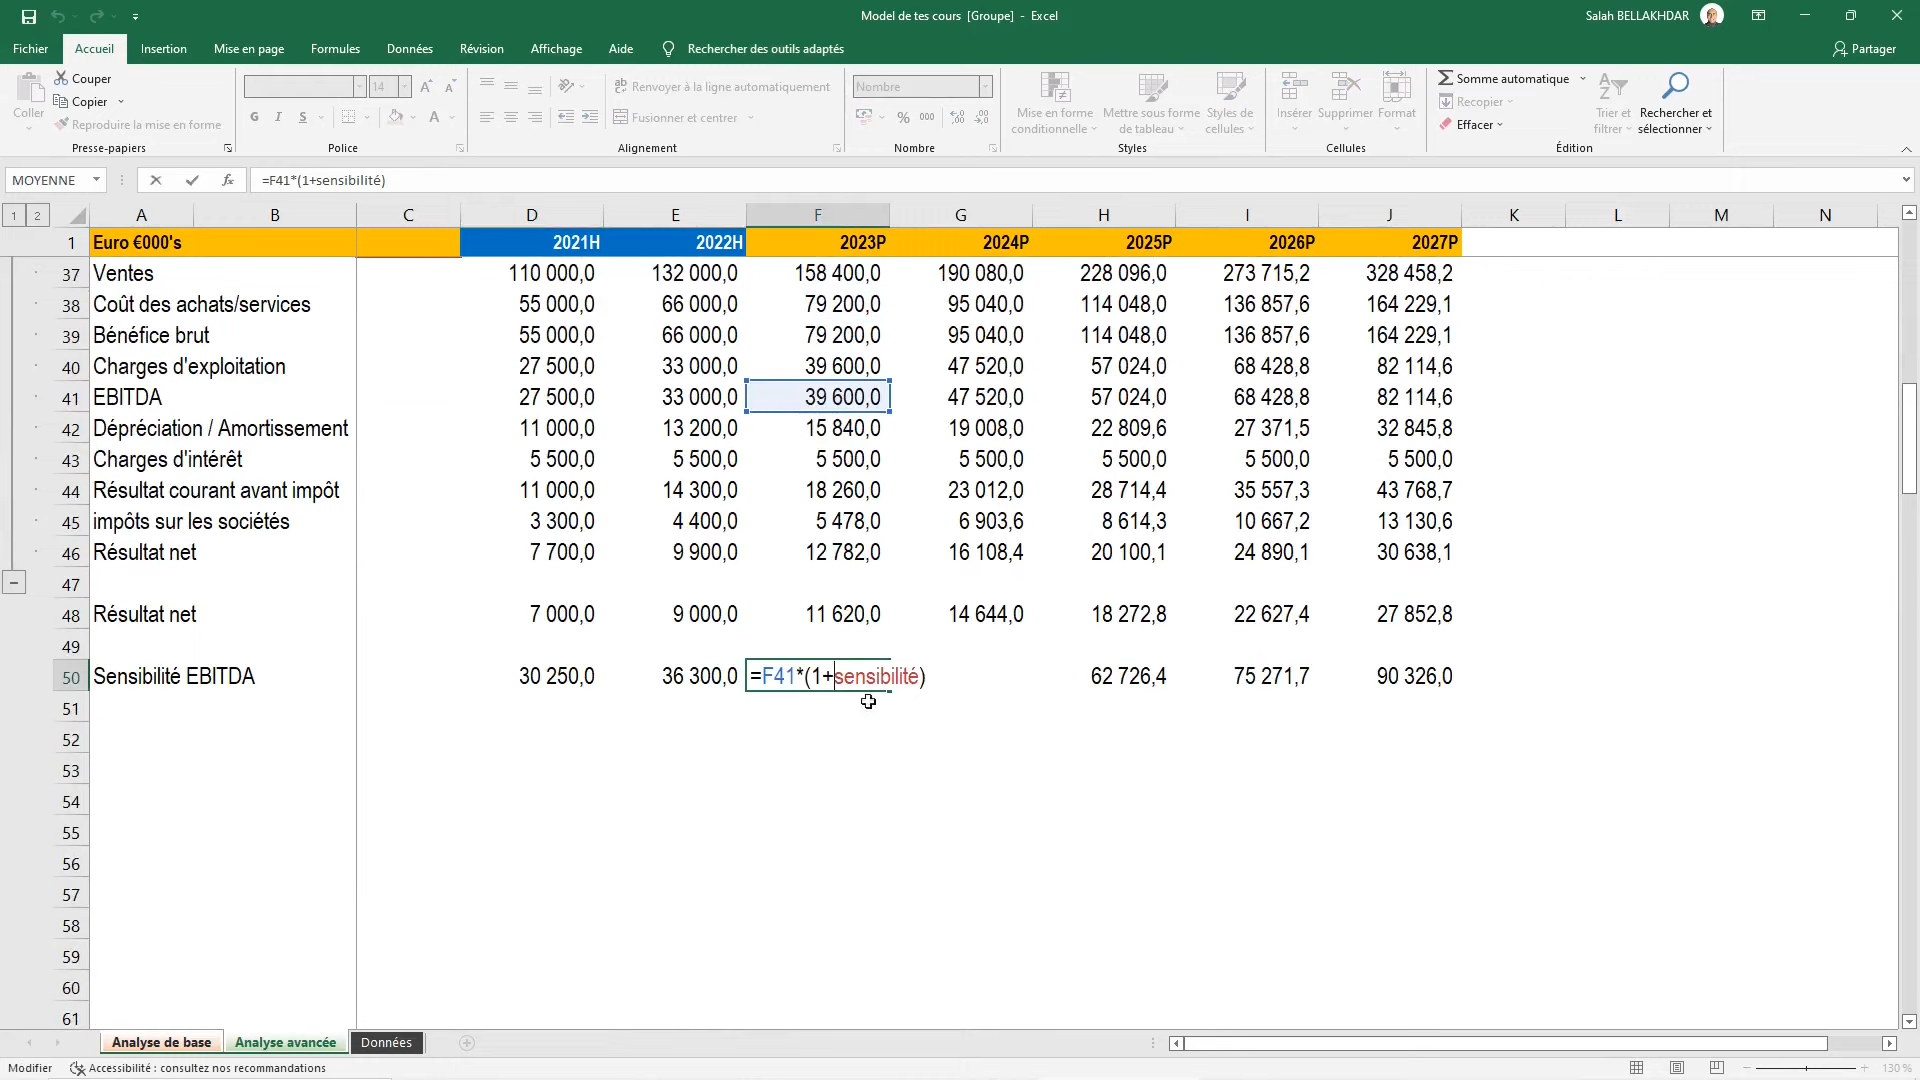 Model de tes cours [Groupe] - Excel
Salah BELLAKHDAR
Fichier Accueil Insertion Mise en page Formules Données Révision Affichage Aide Rechercher des outils adaptés Partager
Coller
Couper
Copier
Reproduire la mise en forme
Presse-papiers
14
G I S
Police
Renvoyer à la ligne automatiquement
Fusionner et centrer
Alignement
Nombre
% 000
Nombre
Mise en forme conditionnelle
Mettre sous forme de tableau
Styles de cellules
Styles
Insérer Supprimer Format
Cellules
Somme automatique
Recopier
Effacer
Trier et filtrer
Rechercher et sélectionner
Édition
MOYENNE fx =F41*(1+sensibilité)
1 2 A B C D E F G H I J K L M N
1 Euro €000's 2021H 2022H 2023P 2024P 2025P 2026P 2027P
37 Ventes 110 000,0 132 000,0 158 400,0 190 080,0 228 096,0 273 715,2 328 458,2
38 Coût des achats/services 55 000,0 66 000,0 79 200,0 95 040,0 114 048,0 136 857,6 164 229,1
39 Bénéfice brut 55 000,0 66 000,0 79 200,0 95 040,0 114 048,0 136 857,6 164 229,1
40 Charges d'exploitation 27 500,0 33 000,0 39 600,0 47 520,0 57 024,0 68 428,8 82 114,6
41 EBITDA 27 500,0 33 000,0 39 600,0 47 520,0 57 024,0 68 428,8 82 114,6
42 Dépréciation / Amortissement 11 000,0 13 200,0 15 840,0 19 008,0 22 809,6 27 371,5 32 845,8
43 Charges d'intérêt 5 500,0 5 500,0 5 500,0 5 500,0 5 500,0 5 500,0 5 500,0
44 Résultat courant avant impôt 11 000,0 14 300,0 18 260,0 23 012,0 28 714,4 35 557,3 43 768,7
45 impôts sur les sociétés 3 300,0 4 400,0 5 478,0 6 903,6 8 614,3 10 667,2 13 130,6
46 Résultat net 7 700,0 9 900,0 12 782,0 16 108,4 20 100,1 24 890,1 30 638,1
47
48 Résultat net 7 000,0 9 000,0 11 620,0 14 644,0 18 272,8 22 627,4 27 852,8
49
50 Sensibilité EBITDA 30 250,0 36 300,0 =F41*(1+sensibilité) 62 726,4 75 271,7 90 326,0
51
52
53
54
55
56
57
58
59
60
61
Analyse de base Analyse avancée Données
Modifier Accessibilité : consultez nos recommandations 130 %